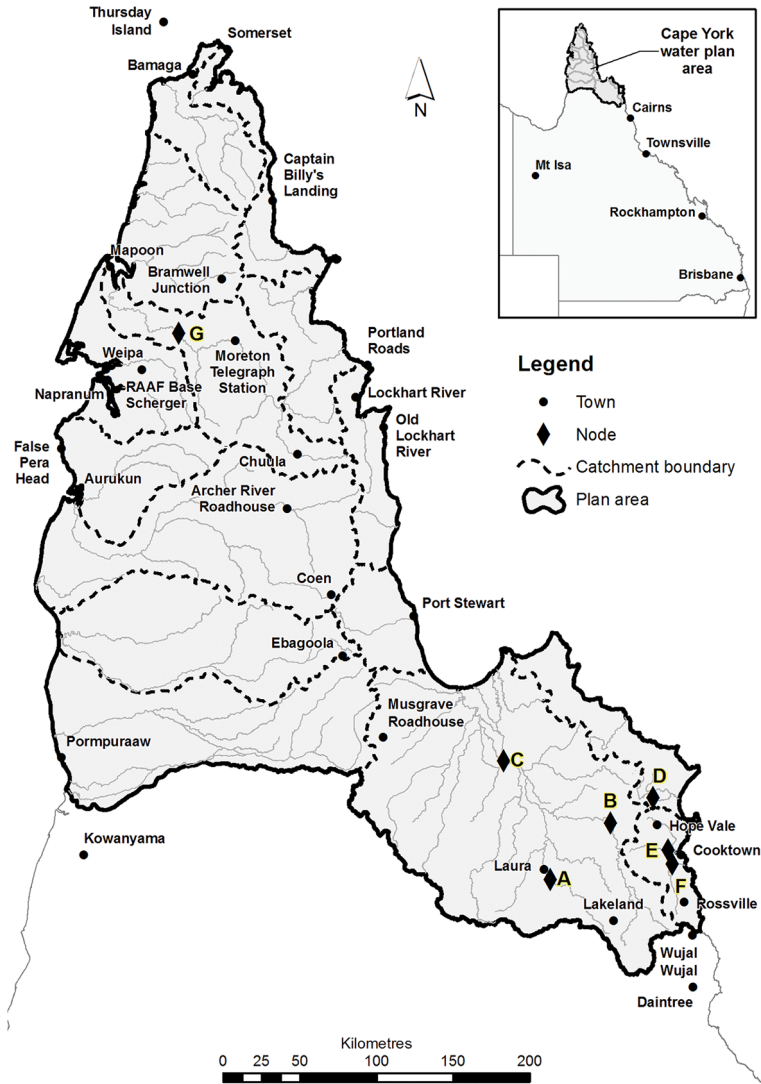 Thursday
Island
Somerset
Bamaga
N
Cape York
water plan
area
Cairns
Townsville
Mt Isa
Rockhampton
Brisbane
Captain
Billy's
Landing
Mapoon
Bramwell
Junction
G
Weipa
Moreton
Telegraph
Station
RAAF Base
Scherger
Napranum
Portland
Roads
Lockhart River
Old
Lockhart
River
False
Pera
Head
Chuula
Aurukun
Archer River
Roadhouse
Legend
Town
Node
Catchment boundary
Plan area
Coen
Port Stewart
Ebagoola
Musgrave
Roadhouse
Pormpuraaw
C
D
B
Hope Vale
E
Cooktown
Kowanyama
Laura
A
F
Lakeland
Rossville
Wujal
Wujal
Daintree
Kilometres
0 25 50 100 150 200